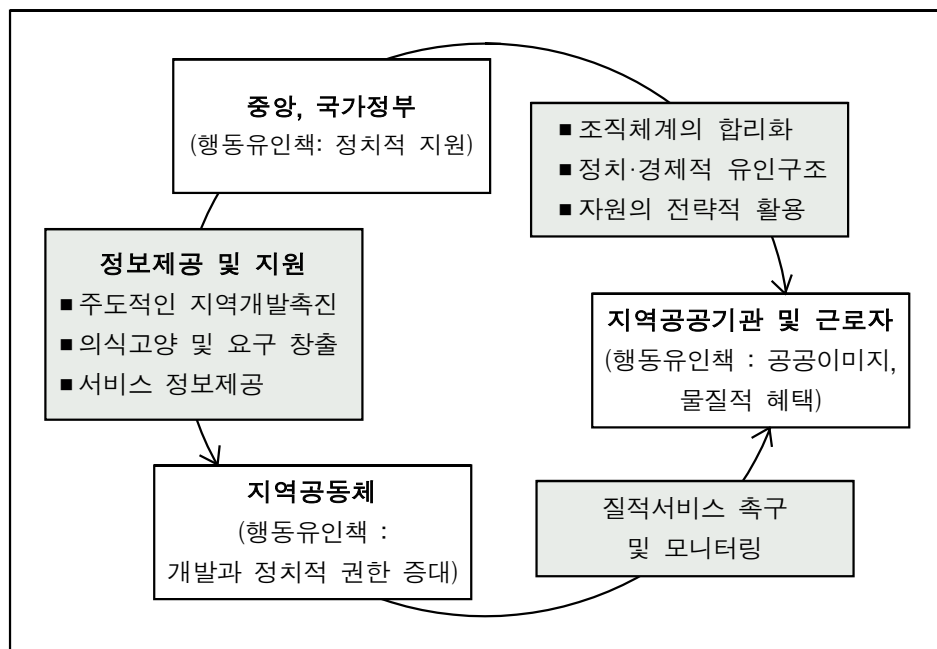 중앙, 국가정부
(행동유인책: 정치적 지원)
■ 조직체계의 합리화
■ 정치·경제적 유인구조
■ 자원의 전략적 활용
정보제공 및 지원
■ 주도적인 지역개발촉진
■ 의식고양 및 요구 창출
■ 서비스 정보제공
지역공공기관 및 근로자
(행동유인책 : 공공이미지,
물질적 혜택)
지역공동체
(행동유인책 :
개발과 정치적 권한 증대)
질적서비스 촉구
및 모니터링